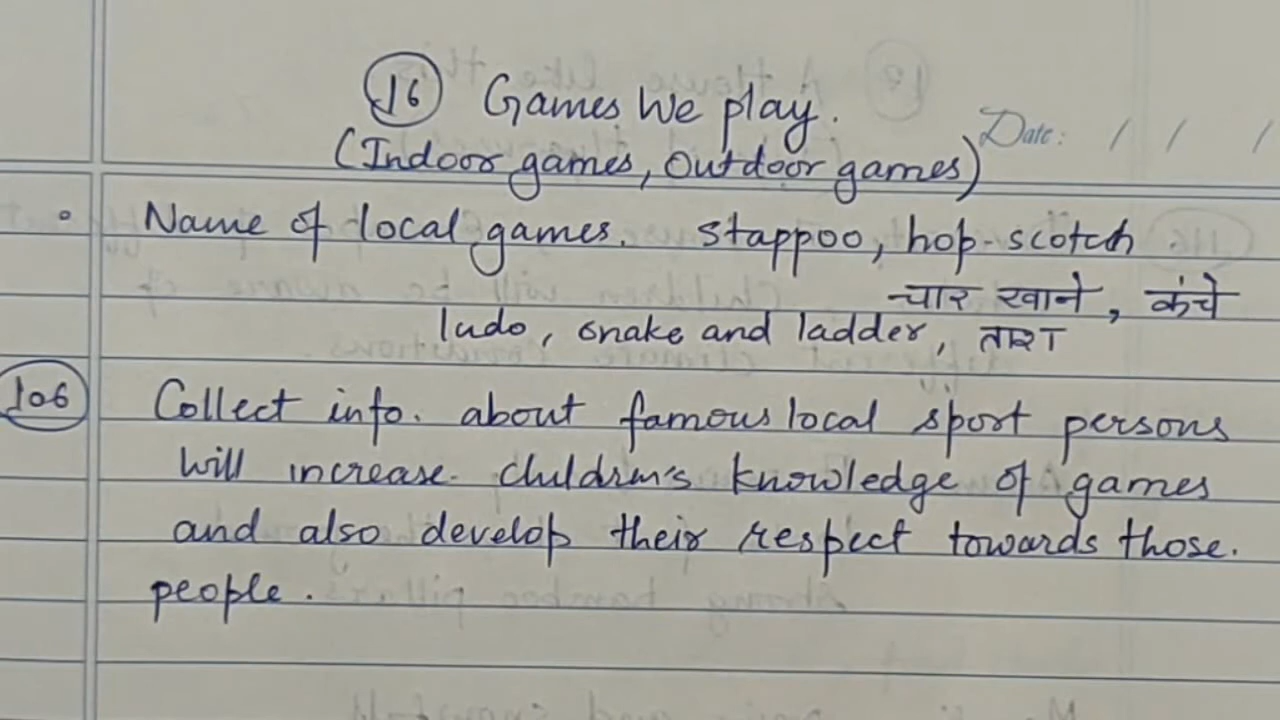 16 Games We play.
(Indoor games, Outdoor games)
Date: / / /
• Name of local games. stappoo, hop-scotch
चार खाने, कंचे
ludo, snake and ladder, ताश
106 Collect info. about famous local sport persons
will increase. children's knowledge of games
and also develop their respect towards those.
people.